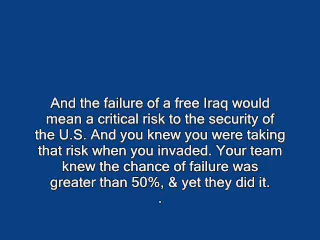 And the failure of a free Iraq would
mean a critical risk to the security of
the U.S. And you knew you were taking
that risk when you invaded. Your team
knew the chance of failure was
greater than 50%, & yet they did it.
.